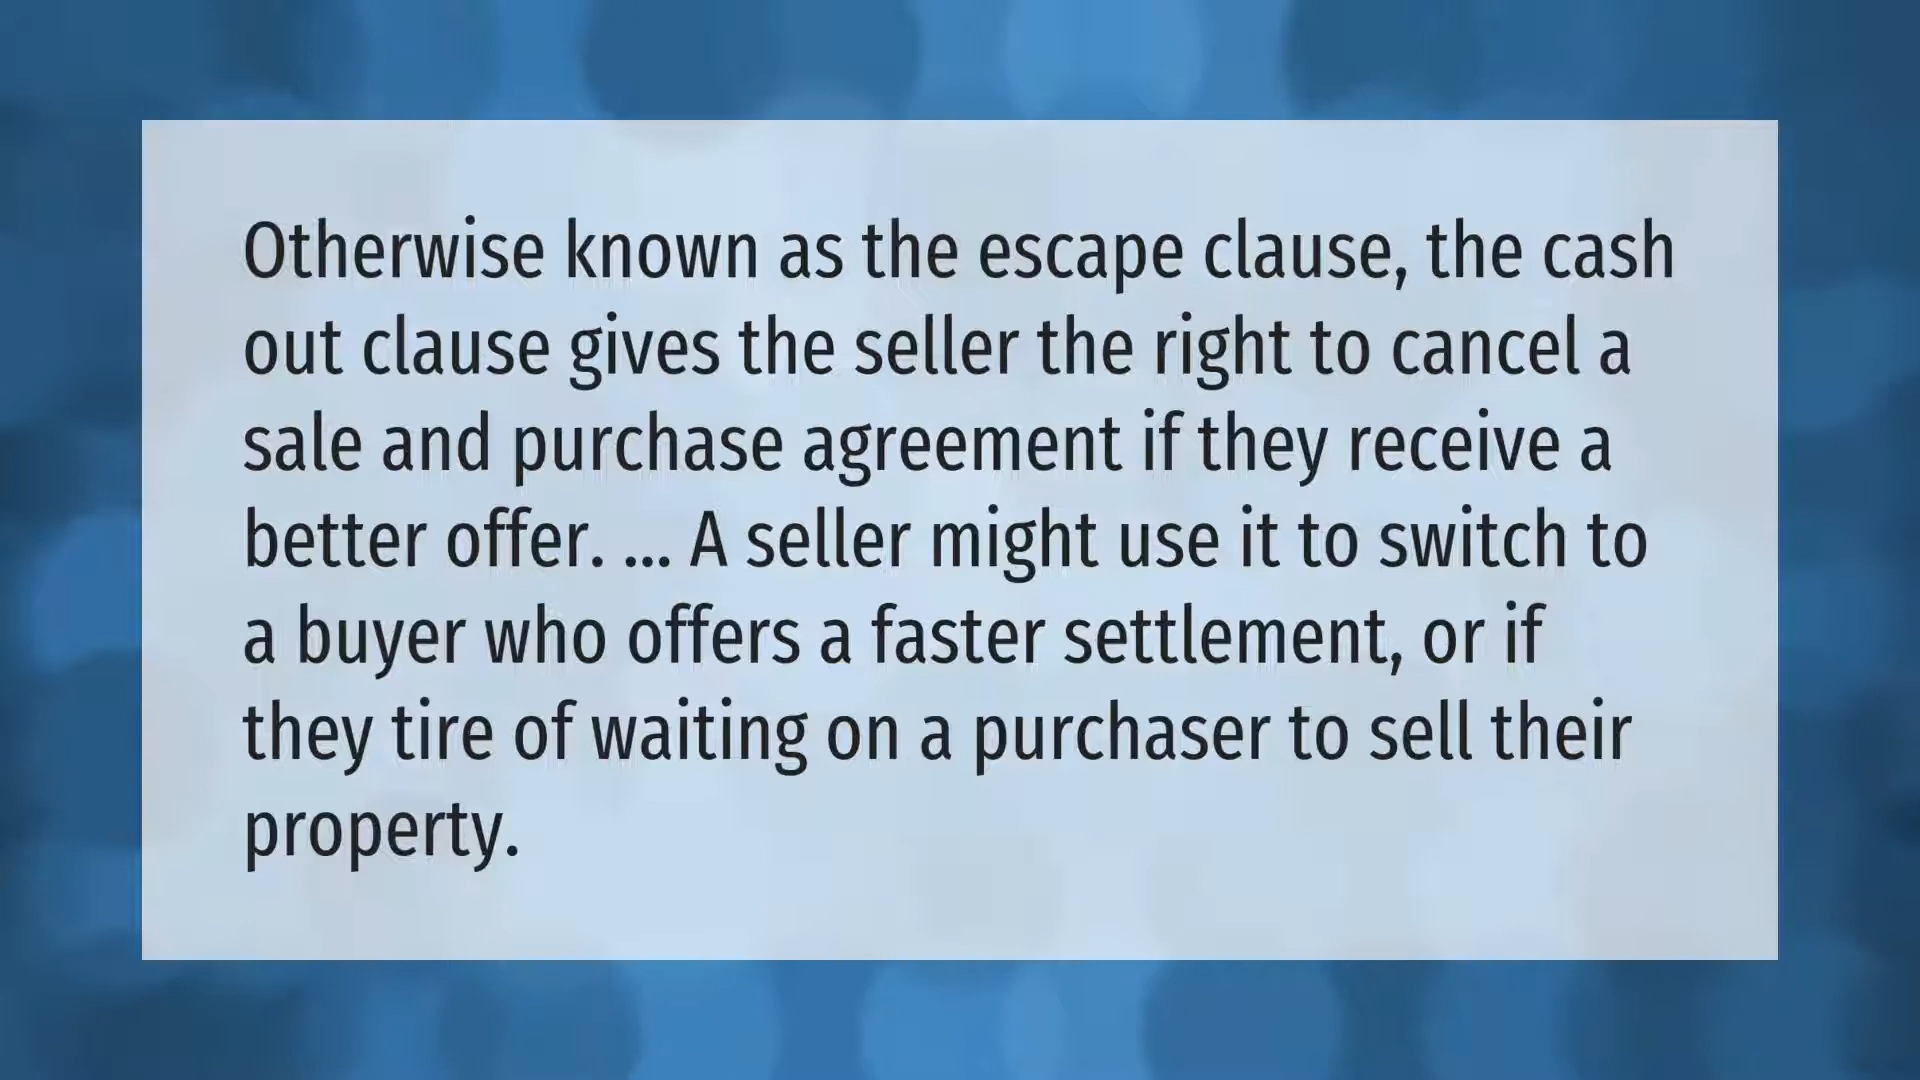 Otherwise known as the escape clause, the cash
out clause gives the seller the right to cancel a
sale and purchase agreement if they receive a
better offer. ... A seller might use it to switch to
a buyer who offers a faster settlement, or if
they tire of waiting on a purchaser to sell their
property.